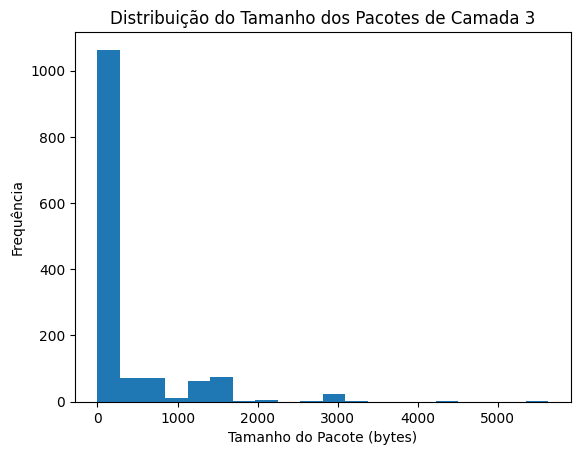 Distribuição do Tamanho dos Pacotes de Camada 3
1000
800
600
400
200
0
Frequência
0 1000 2000 3000 4000 5000
Tamanho do Pacote (bytes)